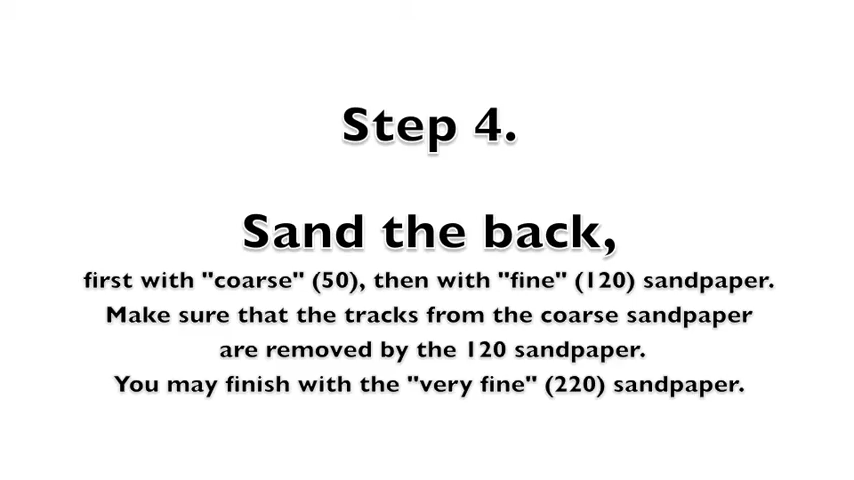 Step 4.
Sand the back,
first with "coarse" (50), then with "fine" (120) sandpaper.
Make sure that the tracks from the coarse sandpaper
are removed by the 120 sandpaper.
You may finish with the "very fine" (220) sandpaper.